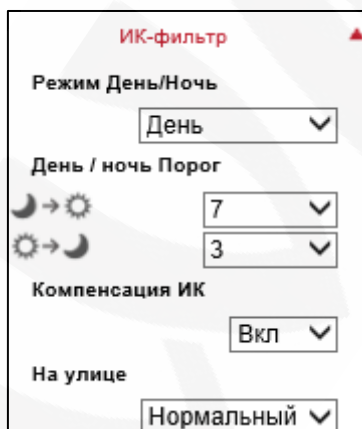 ИК-фильтр
Режим День/Ночь
День
День / ночь Порог
7
3
Компенсация ИК
Вкл
На улице
Нормальный